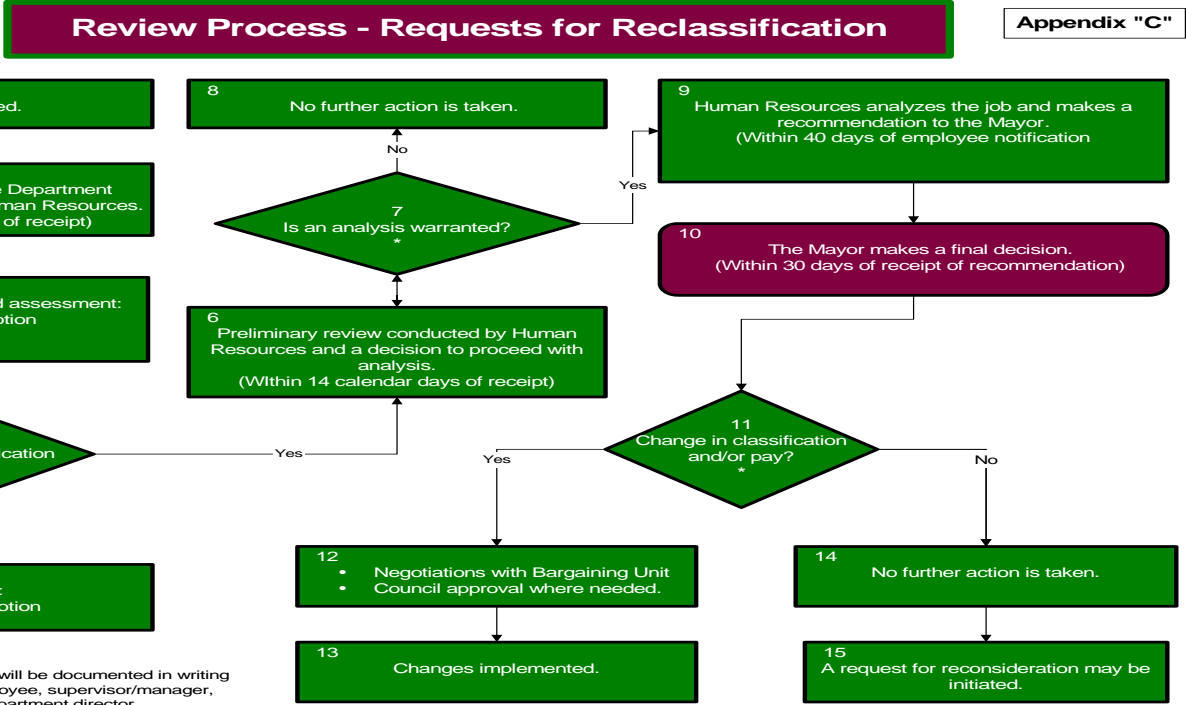 Review Process - Requests for Reclassification
Appendix "C"
ed.
e Department
man Resources.
of receipt)
d assessment:
otion
ication
Yes
:
otion
will be documented in writing
oyee, supervisor/manager,
partment director
8
No further action is taken.
No
7
Is an analysis warranted?
*
Yes
6
Preliminary review conducted by Human
Resources and a decision to proceed with
analysis.
(WIthin 14 calendar days of receipt)
9
Human Resources analyzes the job and makes a
recommendation to the Mayor.
(Within 40 days of employee notification
10
The Mayor makes a final decision.
(Within 30 days of receipt of recommendation)
11
Change in classification
and/or pay?
*
Yes
No
12
• Negotiations with Bargaining Unit
• Council approval where needed.
13
Changes implemented.
14
No further action is taken.
15
A request for reconsideration may be
initiated.